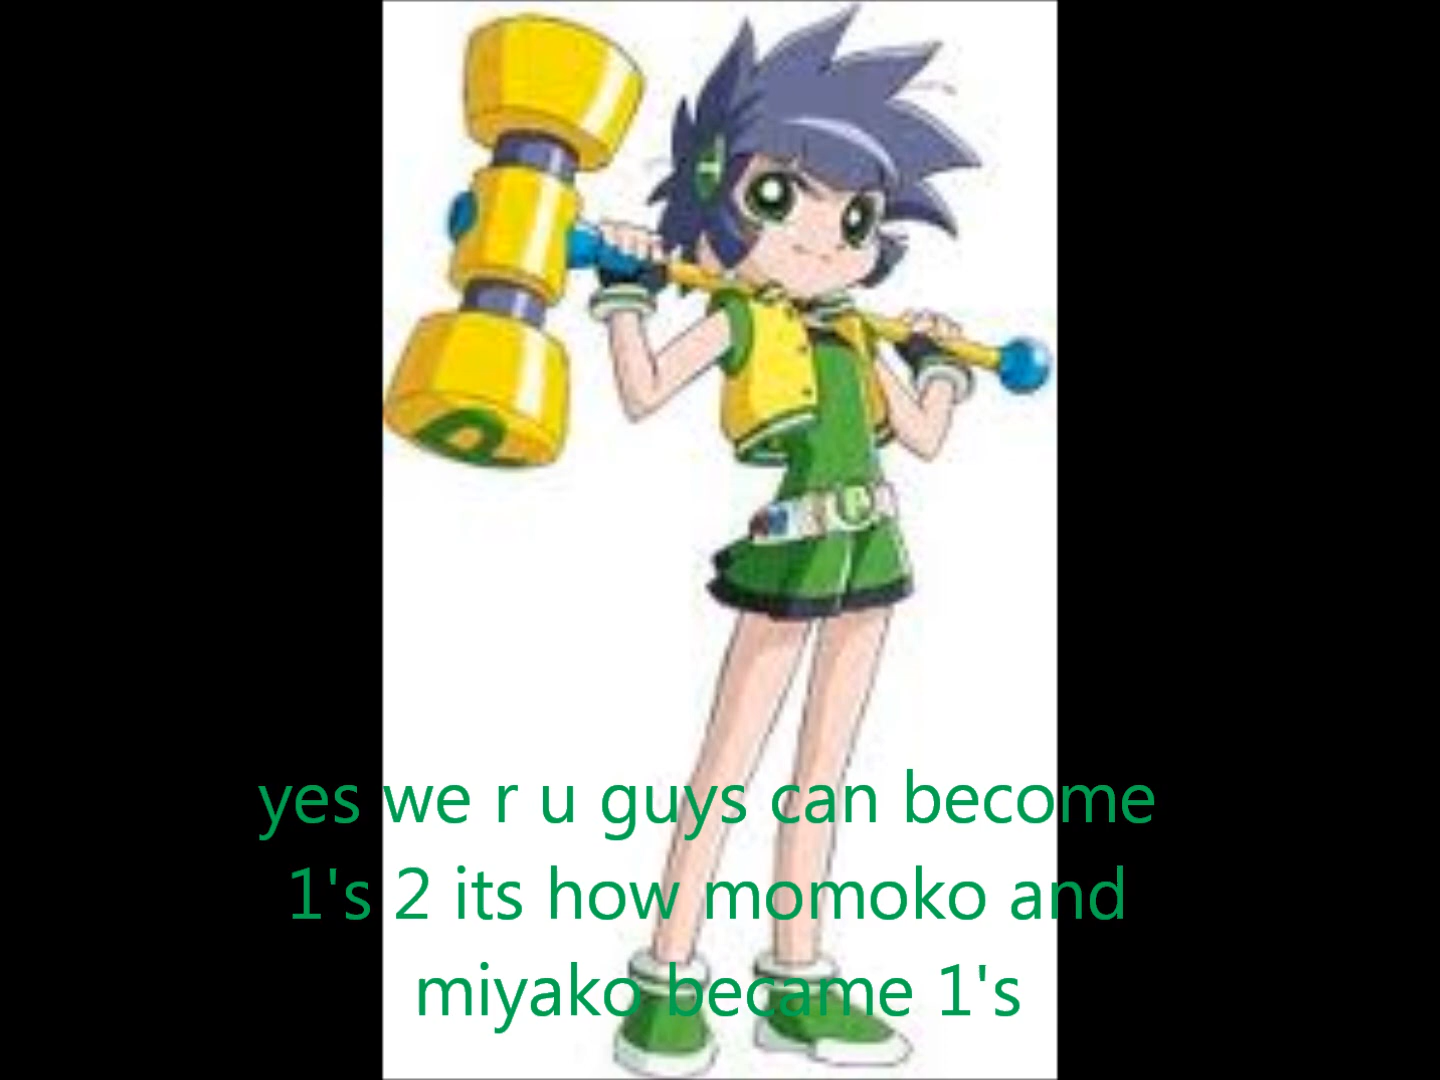 yes we r u guys can become
1's 2 its how momoko and
miyako became 1's